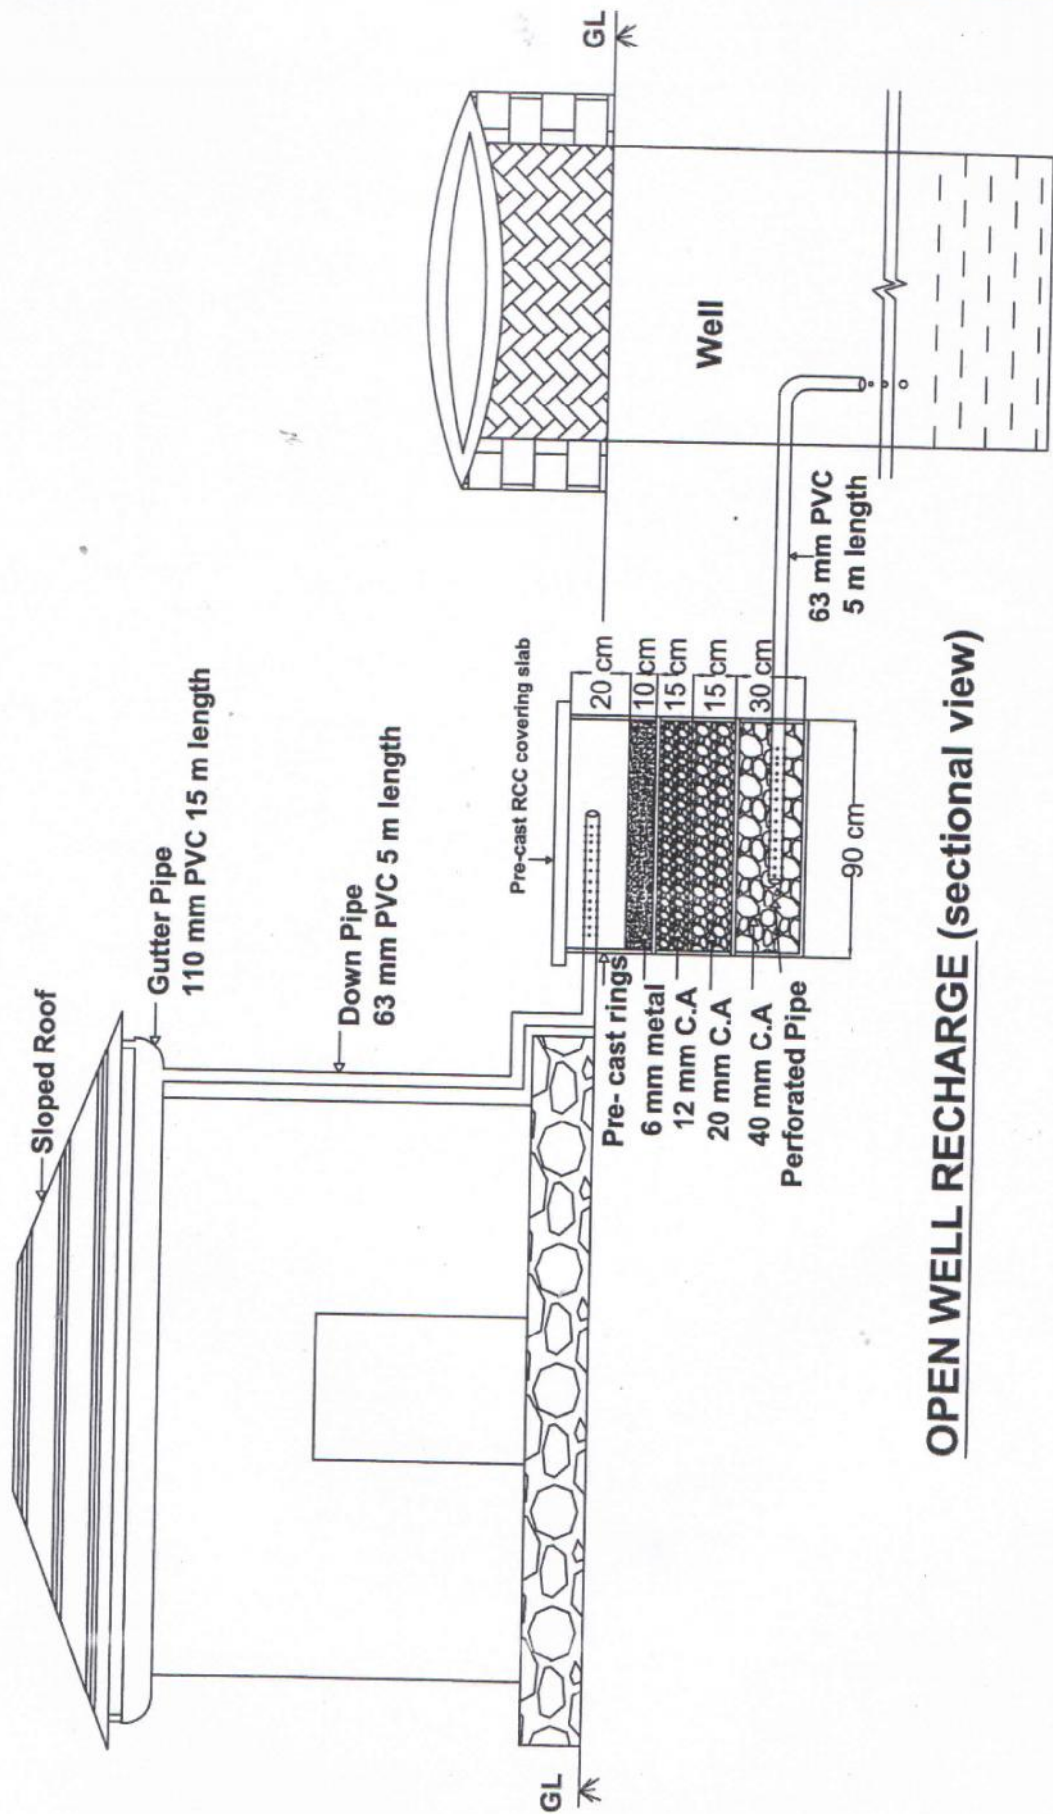 Sloped Roof
Gutter Pipe
110 mm PVC 15 m length
Down Pipe
63 mm PVC 5 m length
Pre-cast RCC covering slab
GL
GL
20 cm
10 cm
15 cm
15 cm
30 cm
Pre- cast rings
6 mm metal
12 mm C.A
20 mm C.A
40 mm C.A
Perforated Pipe
90 cm
Well
63 mm PVC
5 m length
OPEN WELL RECHARGE (sectional view)